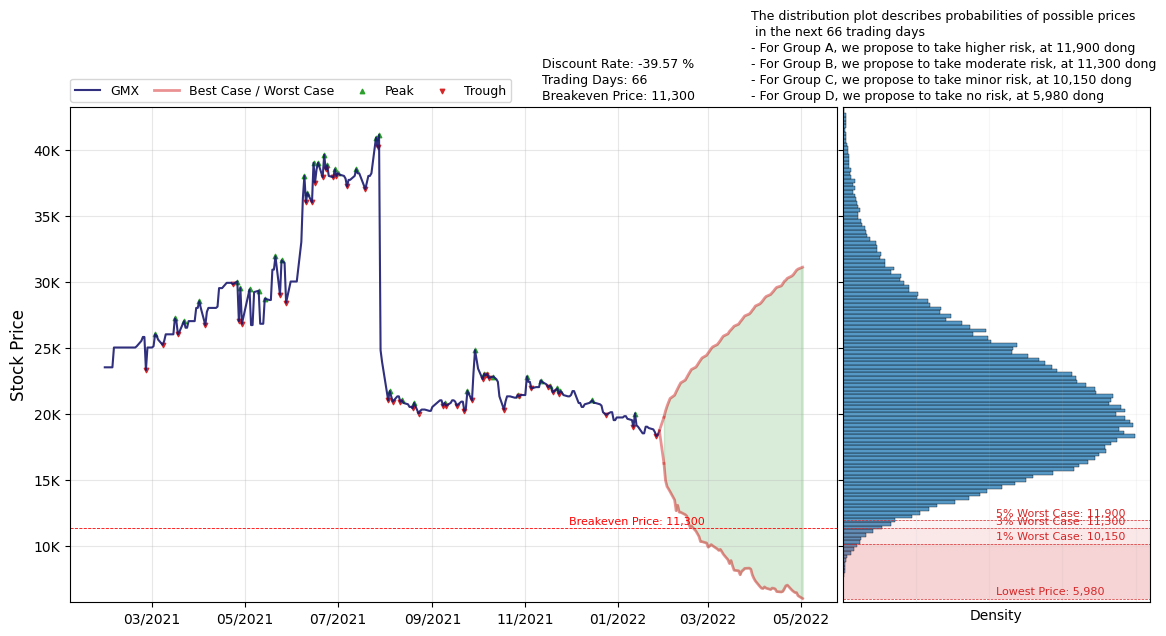 The distribution plot describes probabilities of possible prices
in the next 66 trading days
- For Group A, we propose to take higher risk, at 11,900 dong
- For Group B, we propose to take moderate risk, at 11,300 dong
- For Group C, we propose to take minor risk, at 10,150 dong
- For Group D, we propose to take no risk, at 5,980 dong
Discount Rate: -39.57 %
Trading Days: 66
Breakeven Price: 11,300
GMX
Best Case / Worst Case
Peak
Trough
Stock Price
40K
35K
30K
25K
20K
15K
10K
Breakeven Price: 11,300
03/2021
05/2021
07/2021
09/2021
11/2021
01/2022
03/2022
05/2022
5% Worst Case: 11,900
3% Worst Case: 11,300
1% Worst Case: 10,150
Lowest Price: 5,980
Density